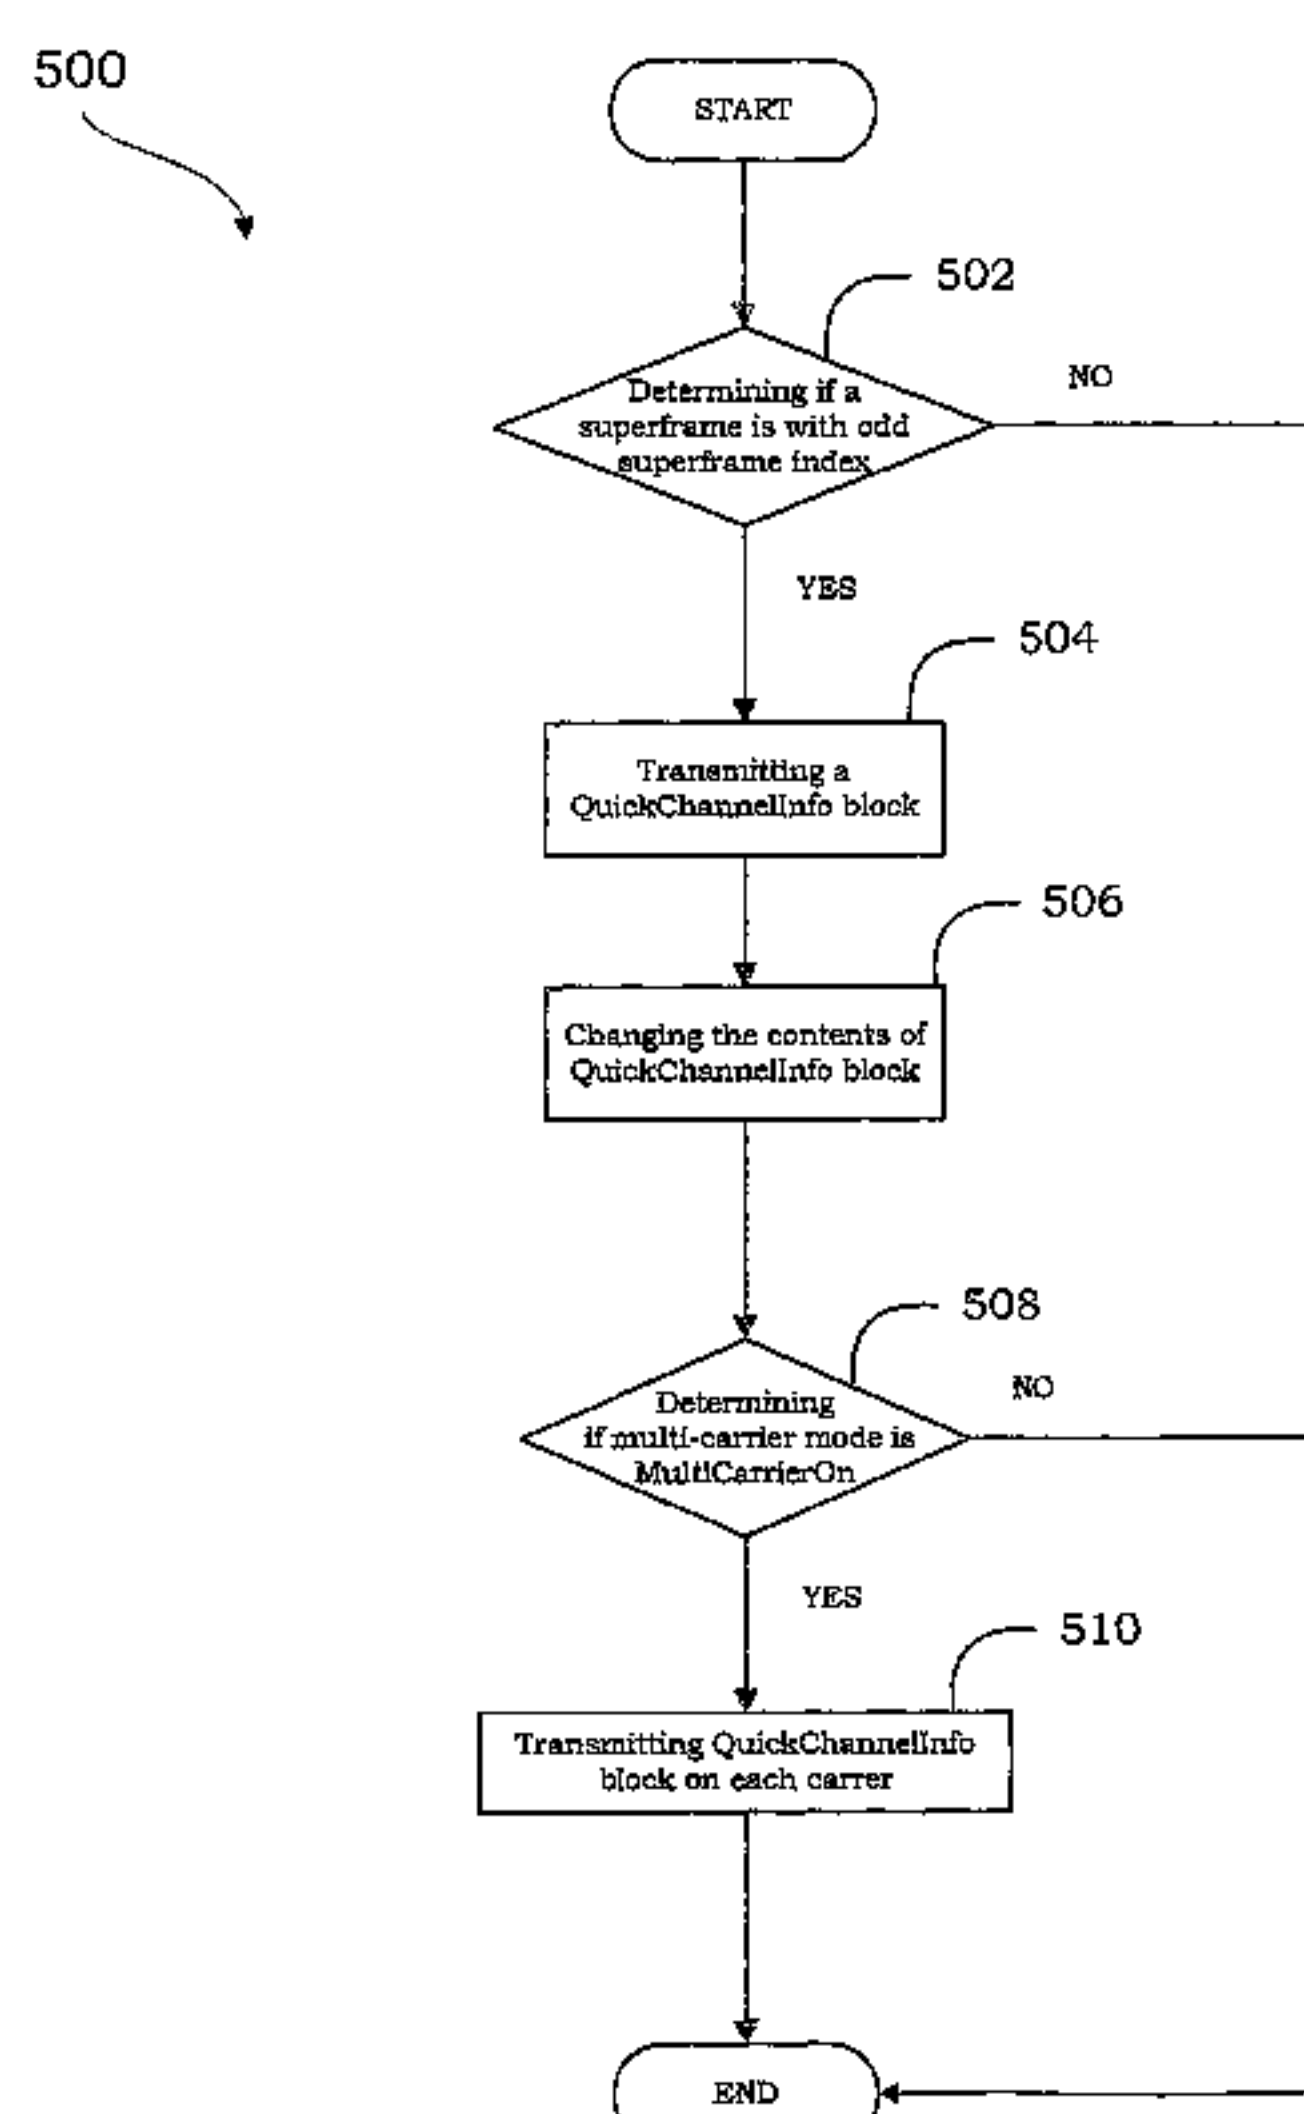 500
START
502
Determining if a
superframe is with odd
superframe index
NO
YES
504
Transmitting a
QuickChannelInfo block
506
Changing the contents of
QuickChannelInfo block
508
Determining
if multi-carrier mode is
MultiCarrierOn
NO
YES
510
Transmitting QuickChannelInfo
block on each carrer
END